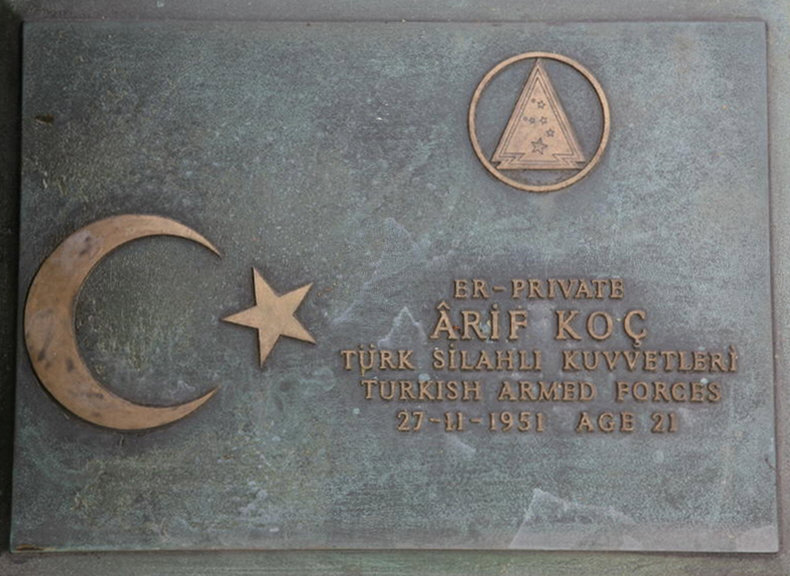 ER-PRIVATE
ÂRİF KOÇ
TÜRK SİLAHLI KUVVETLERİ
TURKISH ARMED FORCES
27-11-1951 AGE 21